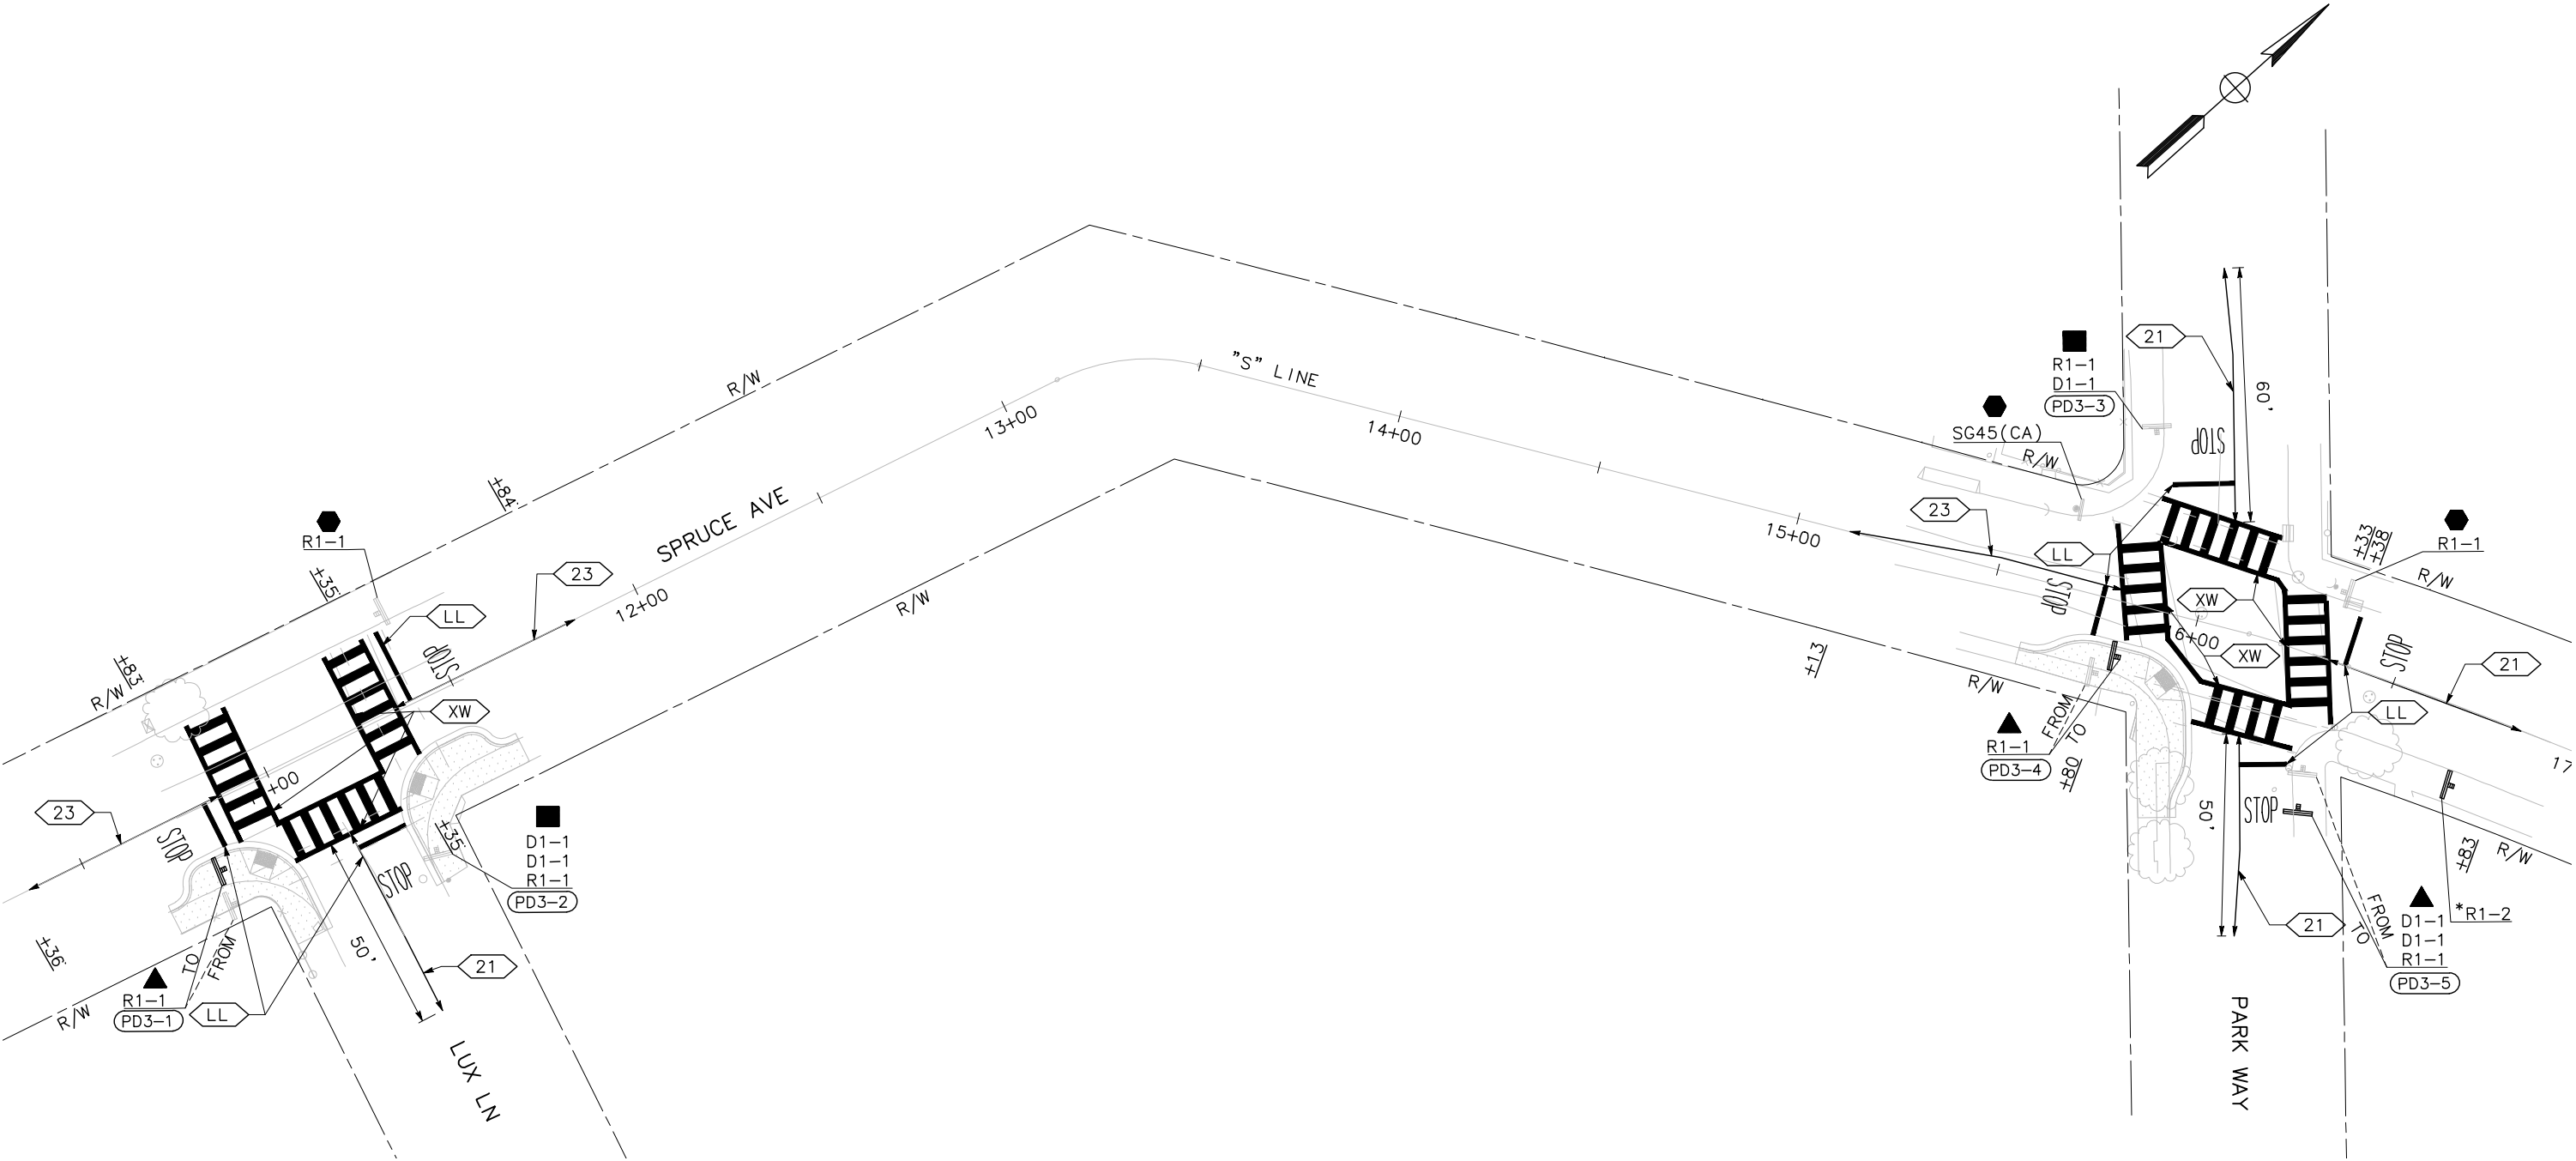 R/W
"S" LINE
13+00
14+00
SPRUCE AVE
12+00
R/W
+84
R1-1
+35
23
LL
STOP
+83
R/W
XW
+00
23
STOP
STOP
+35
D1-1
D1-1
R1-1
PD3-2
+36
R/W
TO
FROM
R1-1
PD3-1
LL
50'
21
LUX LN
21
60'
R1-1
D1-1
PD3-3
STOP
SG45(CA)
R/W
23
15+00
LL
STOP
XW
6+00
XW
+33
+38
R1-1
R/W
STOP
21
LL
17
+13
R/W
FROM
TO
R1-1
PD3-4
+80
50'
STOP
21
+83
R/W
*R1-2
FROM
TO
D1-1
D1-1
R1-1
PD3-5
PARK WAY